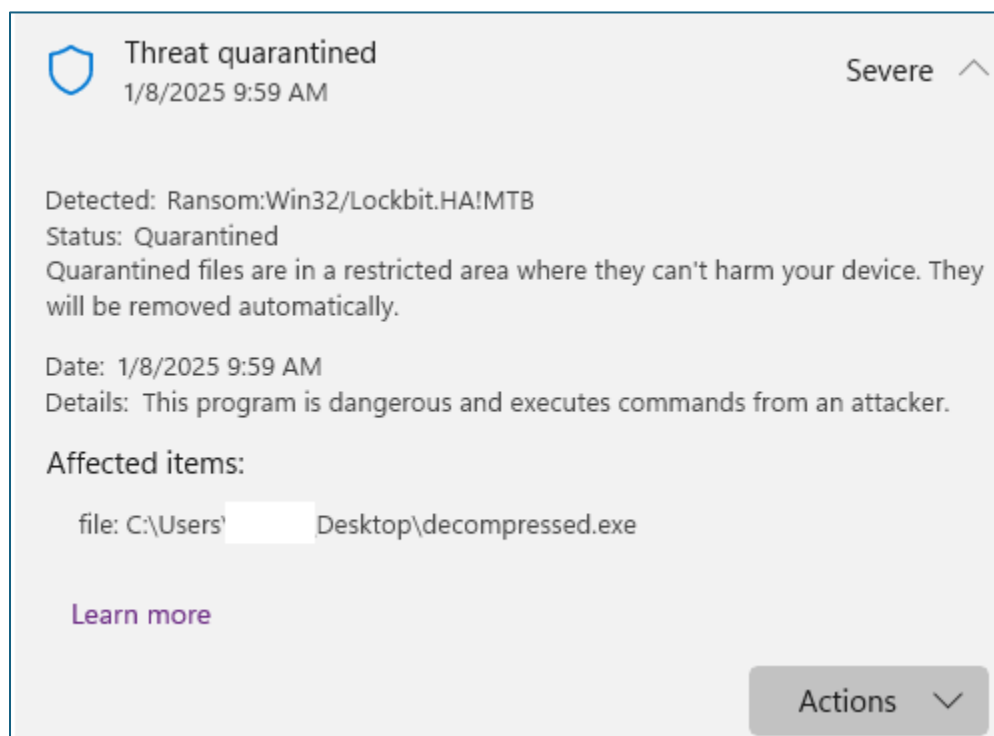 Threat quarantined
1/8/2025 9:59 AM
Severe
Detected: Ransom:Win32/Lockbit.HA!MTB
Status: Quarantined
Quarantined files are in a restricted area where they can't harm your device. They
will be removed automatically.
Date: 1/8/2025 9:59 AM
Details: This program is dangerous and executes commands from an attacker.
Affected items:
file: C:\Users\ Desktop\decompressed.exe
Learn more
Actions